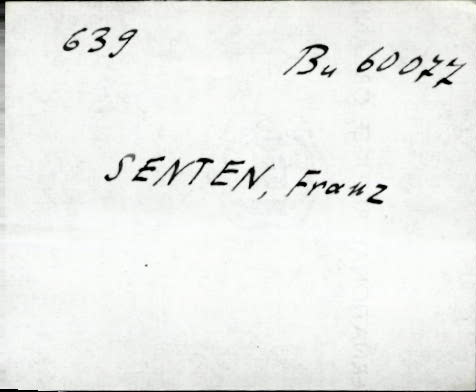 639
Bu 60077
SENTEN, Franz